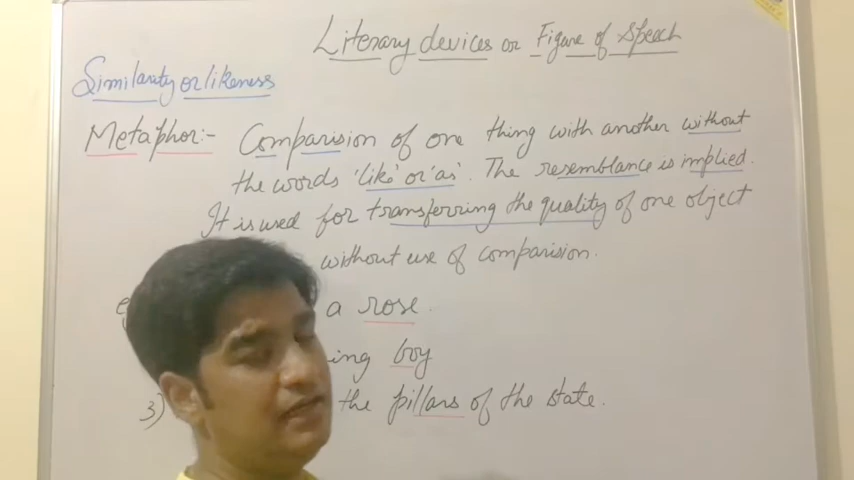 Literary devices or Figure of Speech
Similarity or likeness
Metaphor:- Comparision of one thing with another without
the words 'like' or 'as'. The resemblance is implied.
It is used for transferring the quality of one object
without use of comparision.
a rose.
ing boy
3) the pillars of the state.